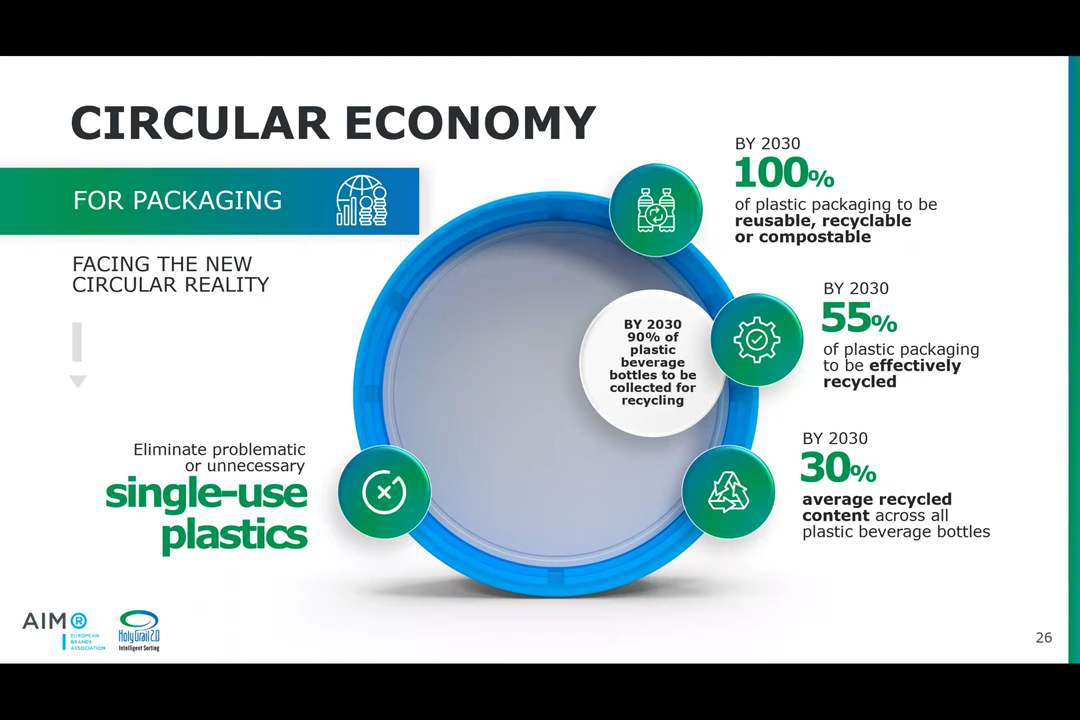 CIRCULAR ECONOMY
FOR PACKAGING
FACING THE NEW
CIRCULAR REALITY
BY 2030
100%
of plastic packaging to be
reusable, recyclable
or compostable
BY 2030
55%
of plastic packaging
to be effectively
recycled
BY 2030
90% of
plastic
beverage
bottles to be
collected for
recycling
BY 2030
30%
average recycled
content across all
plastic beverage bottles
Eliminate problematic
or unnecessary
single-use
plastics
AIM®
EUROPEAN
BRANDS
ASSOCIATION
HolyGrail 2.0
Intelligent Sorting
26